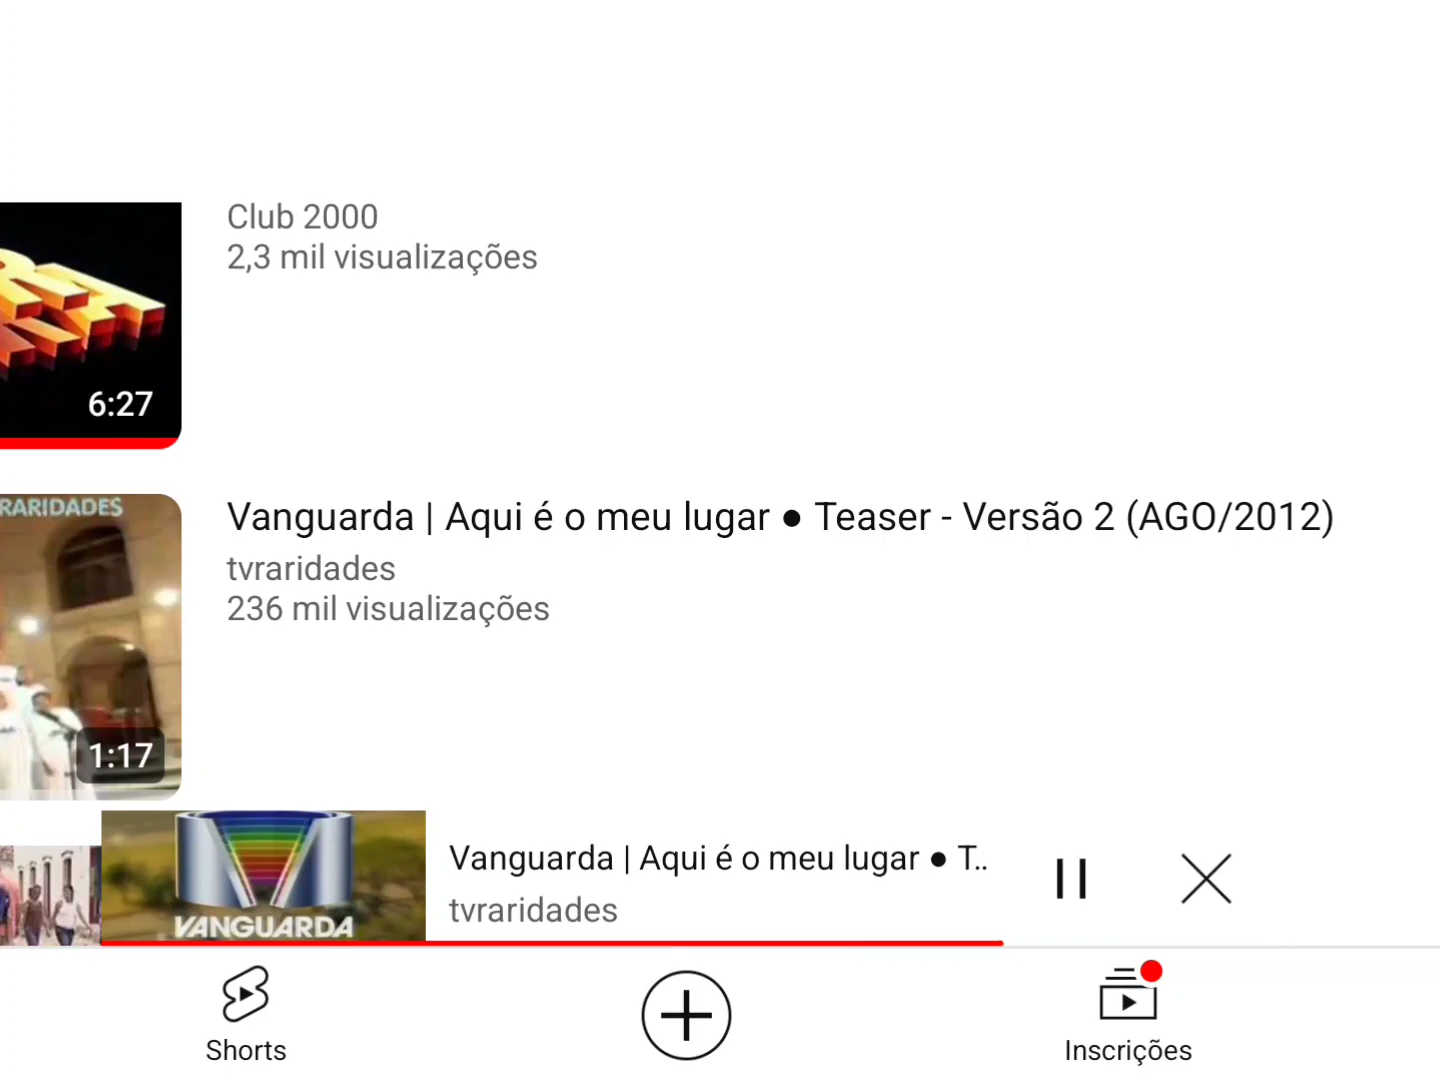 Club 2000
2,3 mil visualizações
6:27
RARIDADES
Vanguarda | Aqui é o meu lugar ● Teaser - Versão 2 (AGO/2012)
tvraridades
236 mil visualizações
1:17
VANGUARDA
Vanguarda | Aqui é o meu lugar ● T..
tvraridades
Shorts
Inscrições